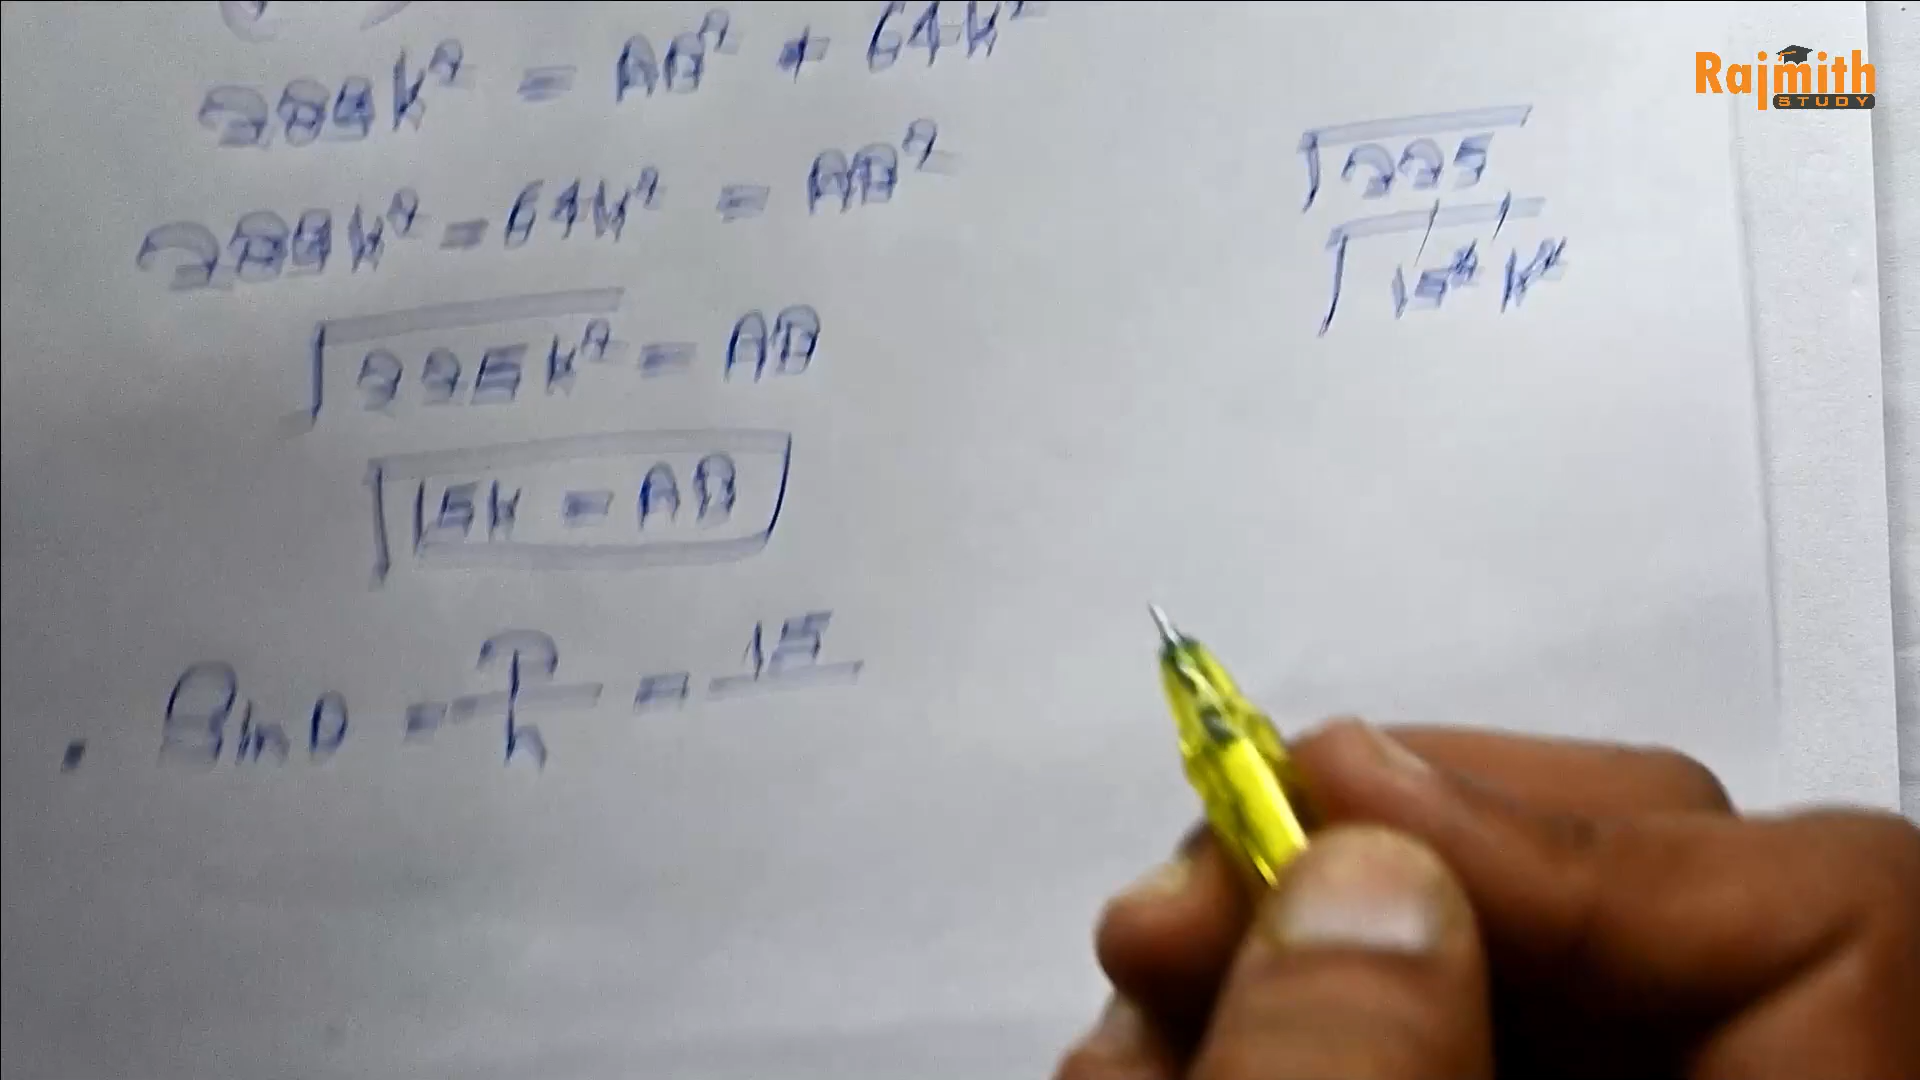 Rajmith
STUDY
289k² = AB² + 64k²
289k² - 64k² = AB²
√225k² = AB
15k = AB
Sin θ = P/h = 15
√225
√15² k²